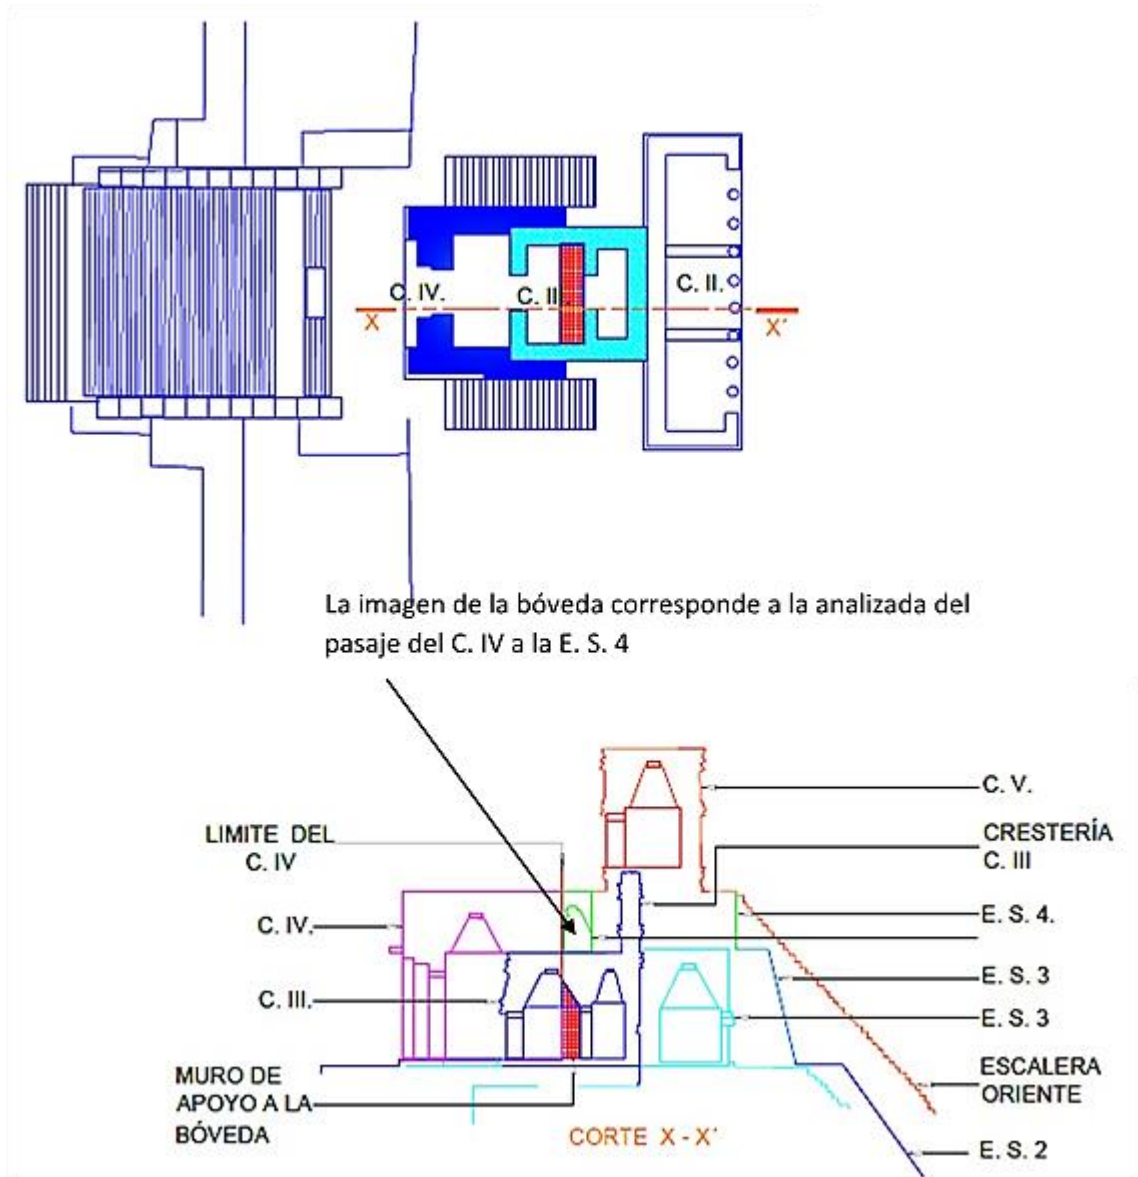 C. IV.
C. II.
C. II.
X
X´
La imagen de la bóveda corresponde a la analizada del
pasaje del C. IV a la E. S. 4
LIMITE DEL
C. IV
C. IV.
C. III.
MURO DE
APOYO A LA
BÓVEDA
CORTE X - X´
C. V.
CRESTERÍA
C. III
E. S. 4.
E. S. 3
E. S. 3
ESCALERA
ORIENTE
E. S. 2